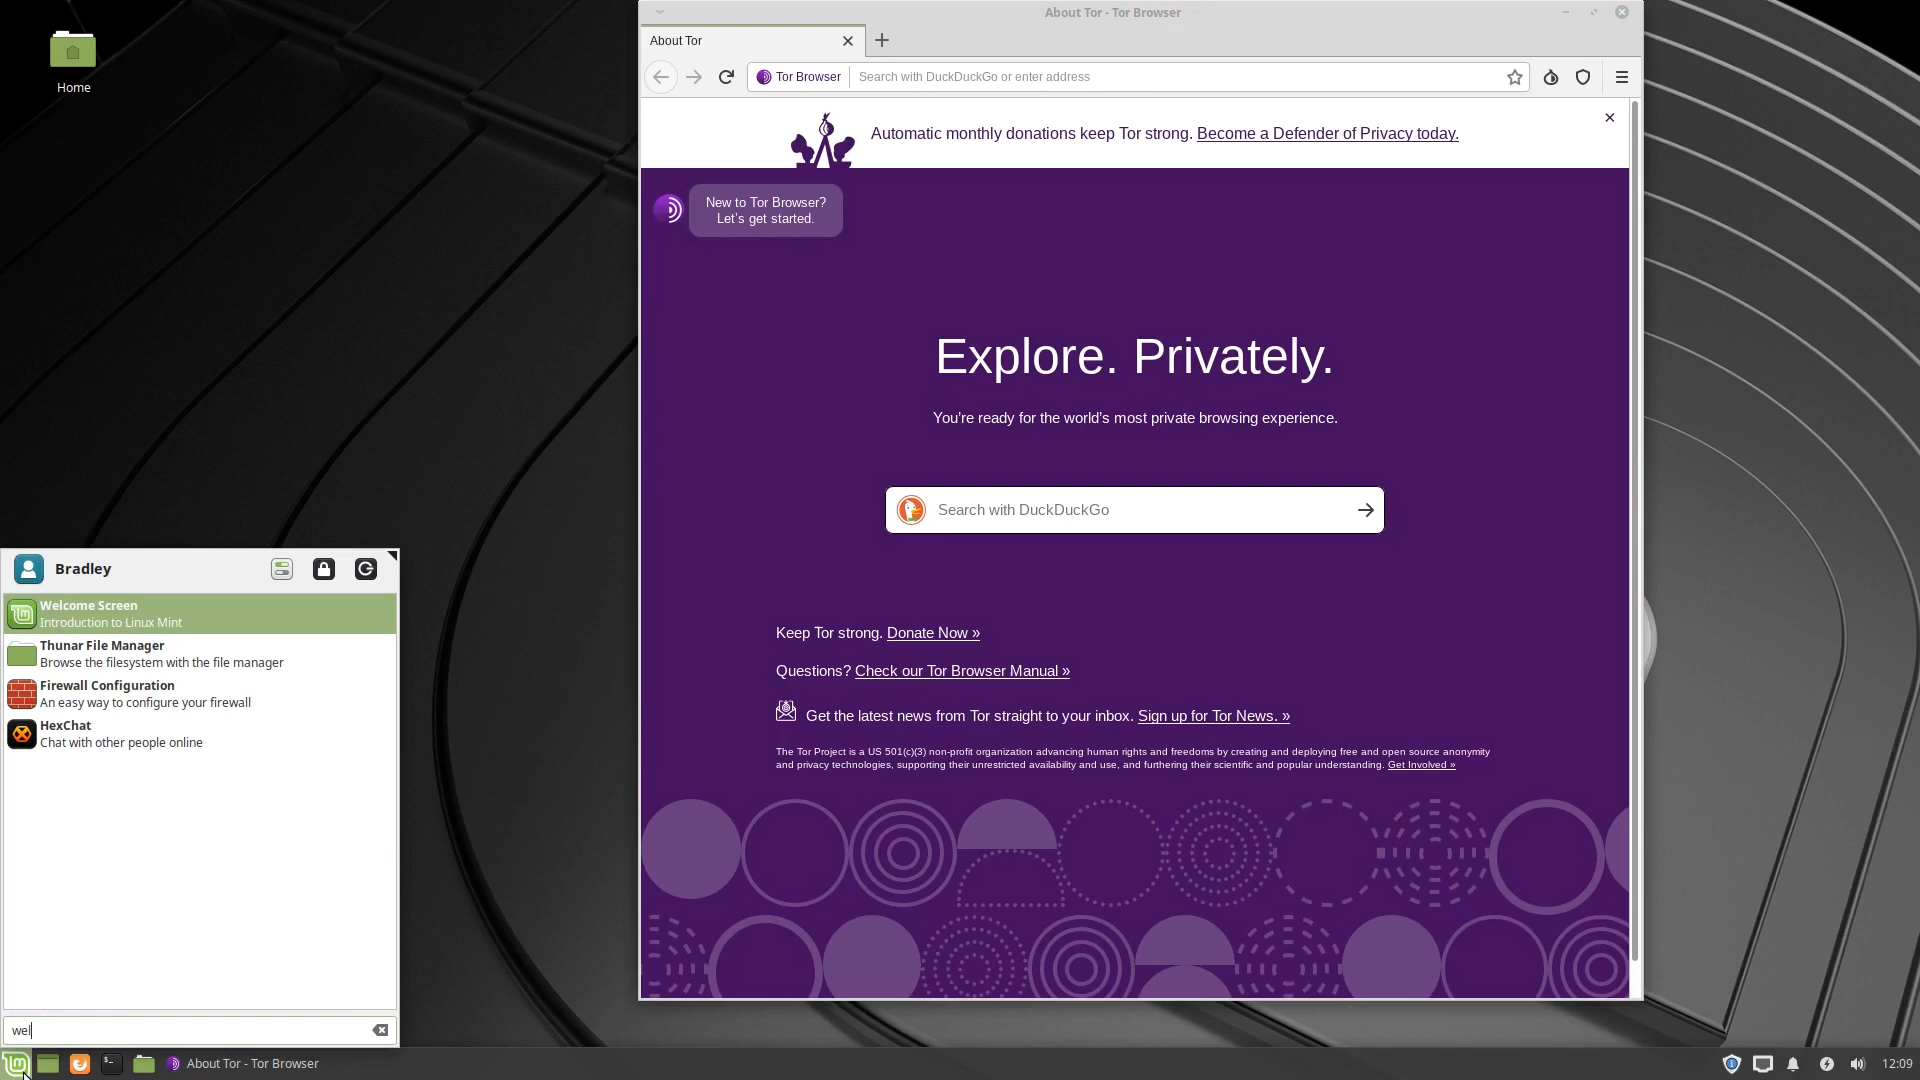 Home
About Tor - Tor Browser
About Tor
Tor Browser
Search with DuckDuckGo or enter address
Automatic monthly donations keep Tor strong. Become a Defender of Privacy today.
New to Tor Browser?
Let's get started.
Explore. Privately.
You're ready for the world's most private browsing experience.
Search with DuckDuckGo
Keep Tor strong. Donate Now »
Questions? Check our Tor Browser Manual »
Get the latest news from Tor straight to your inbox. Sign up for Tor News. »
The Tor Project is a US 501(c)(3) non-profit organization advancing human rights and freedoms by creating and deploying free and open source anonymity
and privacy technologies, supporting their unrestricted availability and use, and furthering their scientific and popular understanding. Get Involved »
Bradley
Welcome Screen
Introduction to Linux Mint
Thunar File Manager
Browse the filesystem with the file manager
Firewall Configuration
An easy way to configure your firewall
HexChat
Chat with other people online
wel
About Tor - Tor Browser
12:09